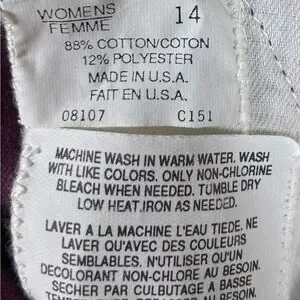 WOMENS 14
FEMME
88% COTTON/COTON
12% POLYESTER
MADE IN U.S.A.
FAIT EN U.S.A.
08107 C151
MACHINE WASH IN WARM WATER. WASH
WITH LIKE COLORS. ONLY NON-CHLORINE
BLEACH WHEN NEEDED. TUMBLE DRY
LOW HEAT.IRON AS NEEDED.
LAVER A LA MACHINE L'EAU TIEDE. NE
LAVER QU'AVEC DES COULEURS
SEMBLABLES. N'UTILISER QU'UN
DECOLORANT NON-CHLORE AU BESOIN.
SECHER PAR CULBUTAGE A BASSE